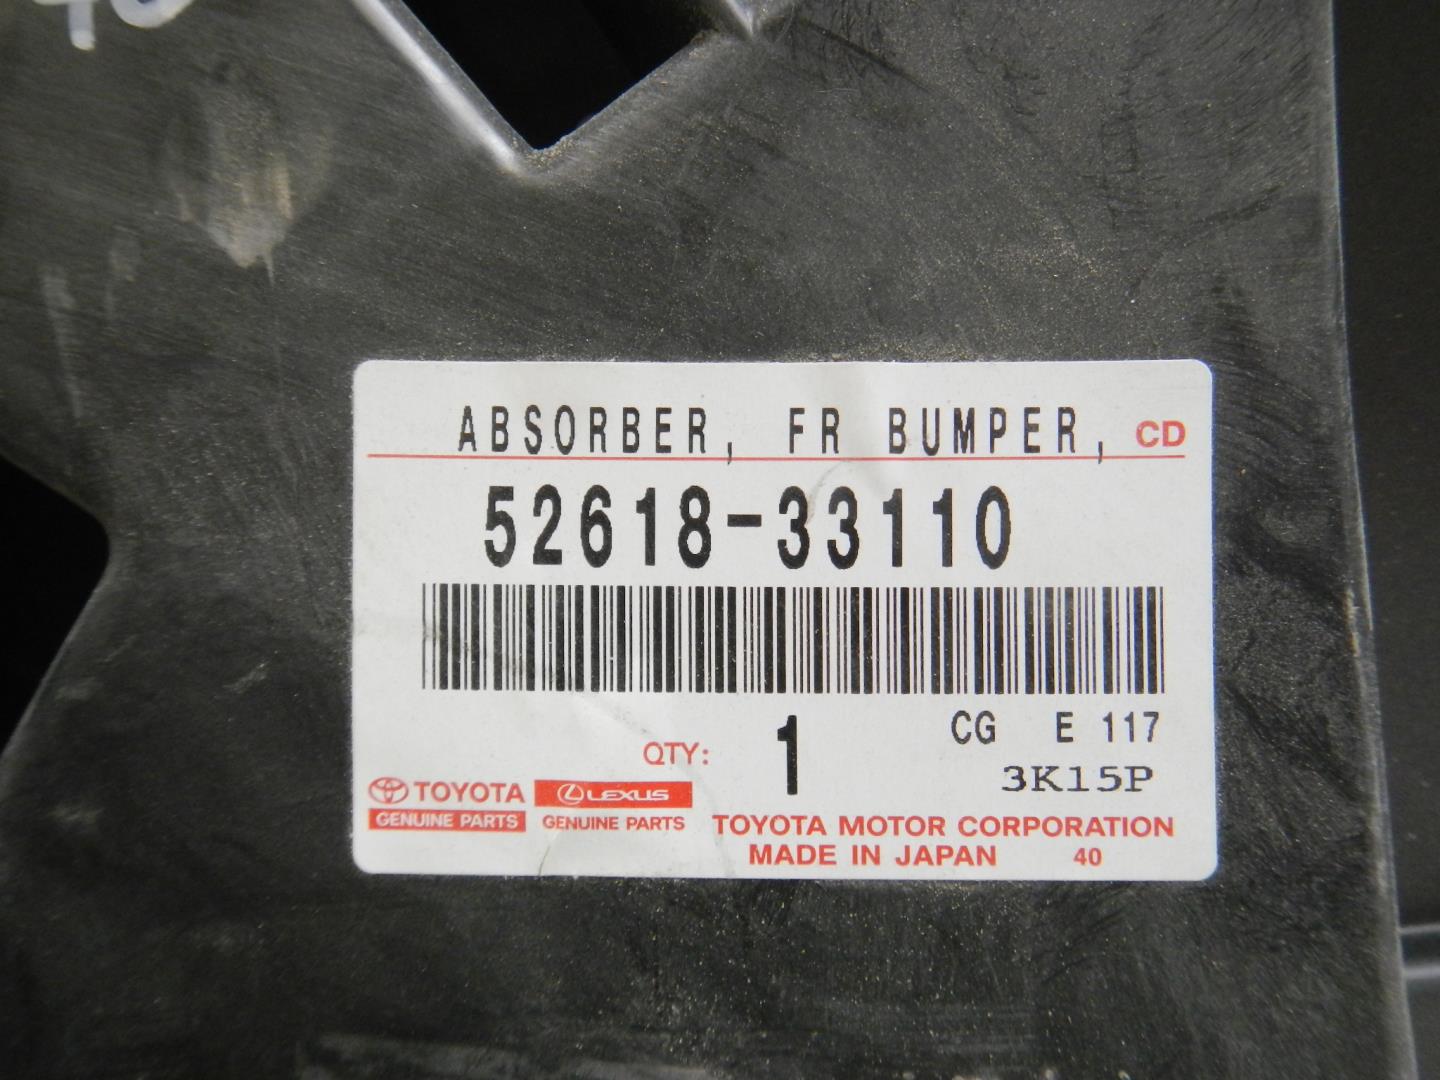 ABSORBER, FR BUMPER, CD
52618-33110
QTY: 1 CG E 117
3K15P
TOYOTA LEXUS
GENUINE PARTS GENUINE PARTS
TOYOTA MOTOR CORPORATION
MADE IN JAPAN 40